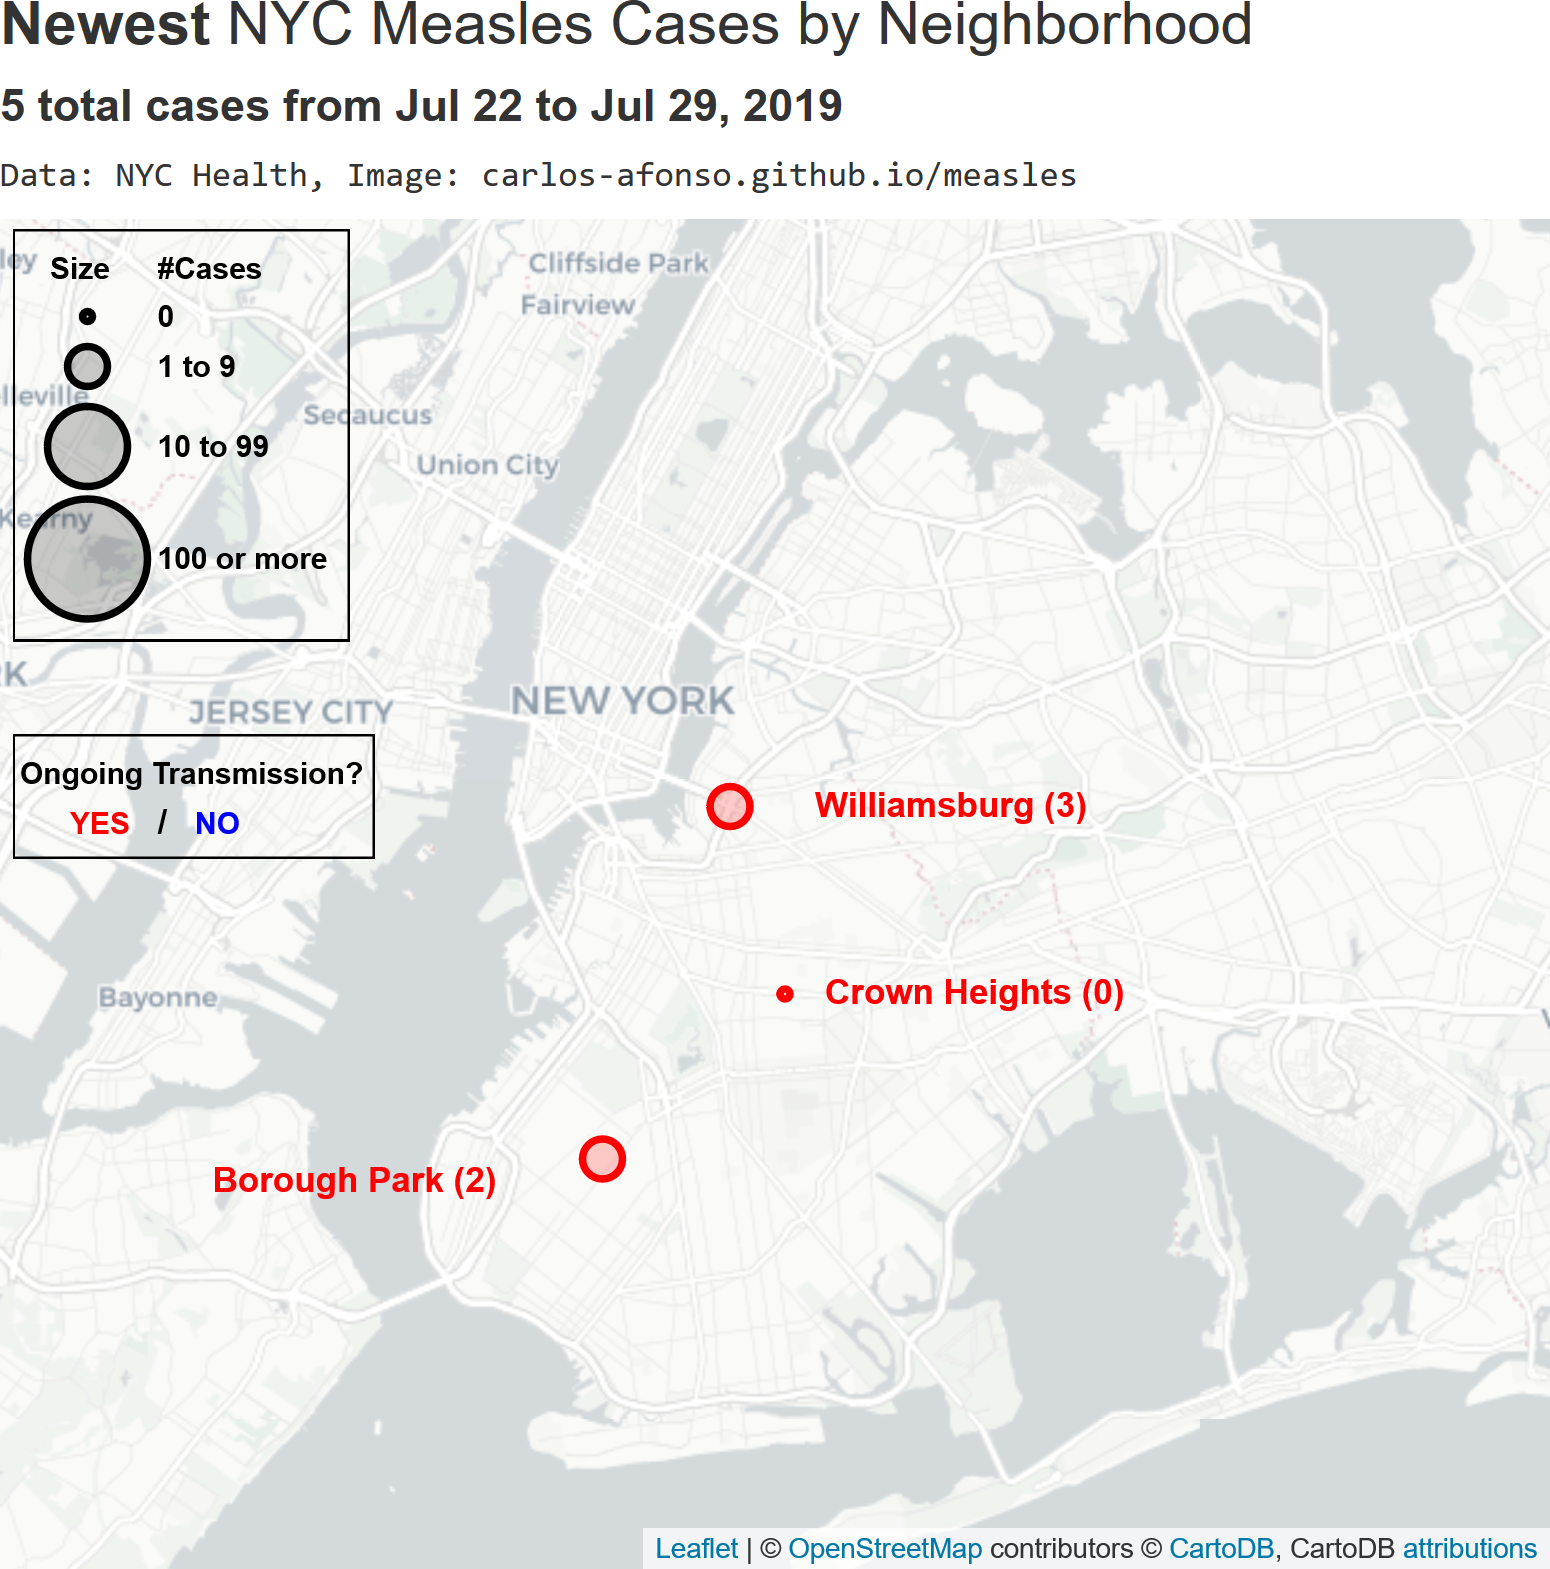 Newest NYC Measles Cases by Neighborhood
5 total cases from Jul 22 to Jul 29, 2019
Data: NYC Health, Image: carlos-afonso.github.io/measles
Size #Cases
0
1 to 9
10 to 99
100 or more
Cliffside Park
Fairview
ley
lleville
Secaucus
Union City
Kearny
RK
JERSEY CITY
NEW YORK
Ongoing Transmission?
YES / NO
Williamsburg (3)
Crown Heights (0)
Bayonne
Borough Park (2)
Leaflet | © OpenStreetMap contributors © CartoDB, CartoDB attributions